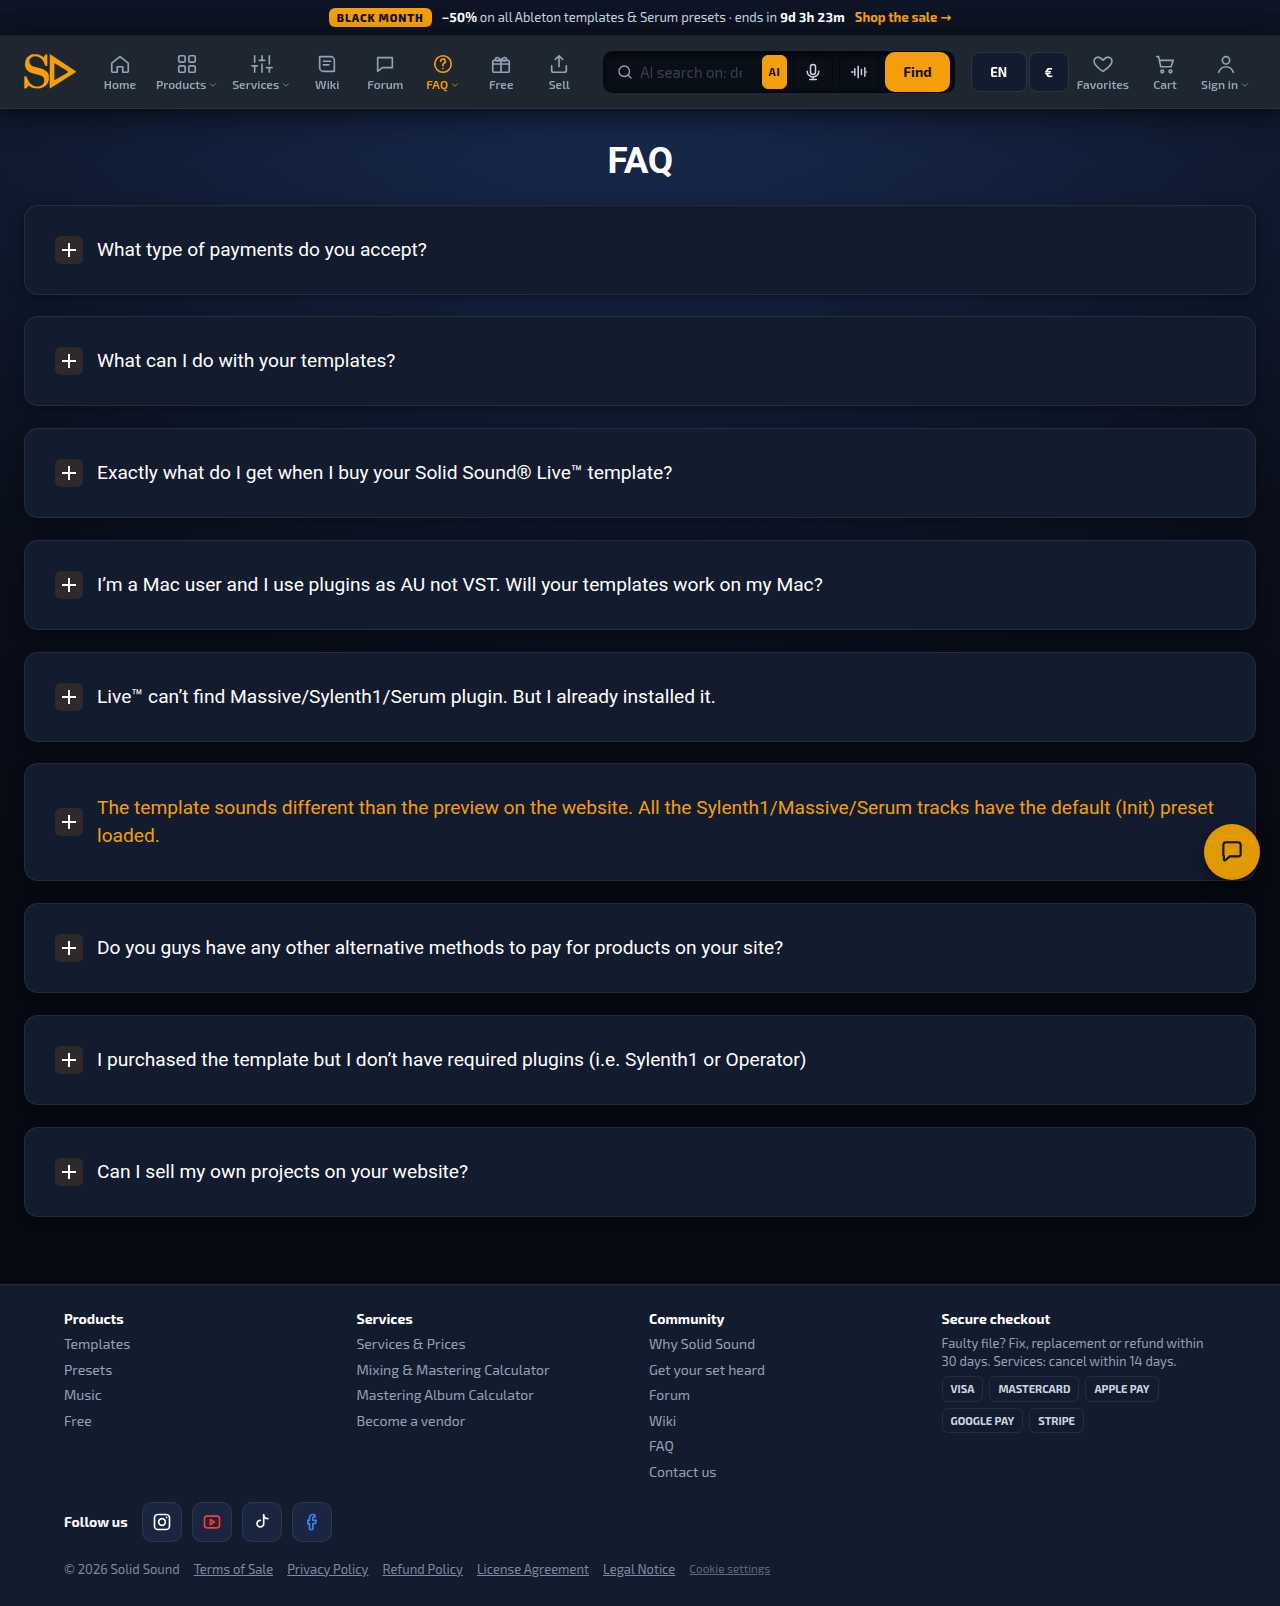 BLACK MONTH −50% on all Ableton templates & Serum presets · ends in 9d 3h 23m Shop the sale →
Home
Products
Services
Wiki
Forum
FAQ
Free
Sell
AI search on: dr
AI
Find
EN
€
Favorites
Cart
Sign in
FAQ
What type of payments do you accept?
What can I do with your templates?
Exactly what do I get when I buy your Solid Sound® Live™ template?
I’m a Mac user and I use plugins as AU not VST. Will your templates work on my Mac?
Live™ can’t find Massive/Sylenth1/Serum plugin. But I already installed it.
The template sounds different than the preview on the website. All the Sylenth1/Massive/Serum tracks have the default (Init) preset
loaded.
Do you guys have any other alternative methods to pay for products on your site?
I purchased the template but I don’t have required plugins (i.e. Sylenth1 or Operator)
Can I sell my own projects on your website?
Products
Templates
Presets
Music
Free
Services
Services & Prices
Mixing & Mastering Calculator
Mastering Album Calculator
Become a vendor
Community
Why Solid Sound
Get your set heard
Forum
Wiki
FAQ
Contact us
Secure checkout
Faulty file? Fix, replacement or refund within
30 days. Services: cancel within 14 days.
VISA MASTERCARD APPLE PAY
GOOGLE PAY STRIPE
Follow us
© 2026 Solid Sound Terms of Sale Privacy Policy Refund Policy License Agreement Legal Notice Cookie settings